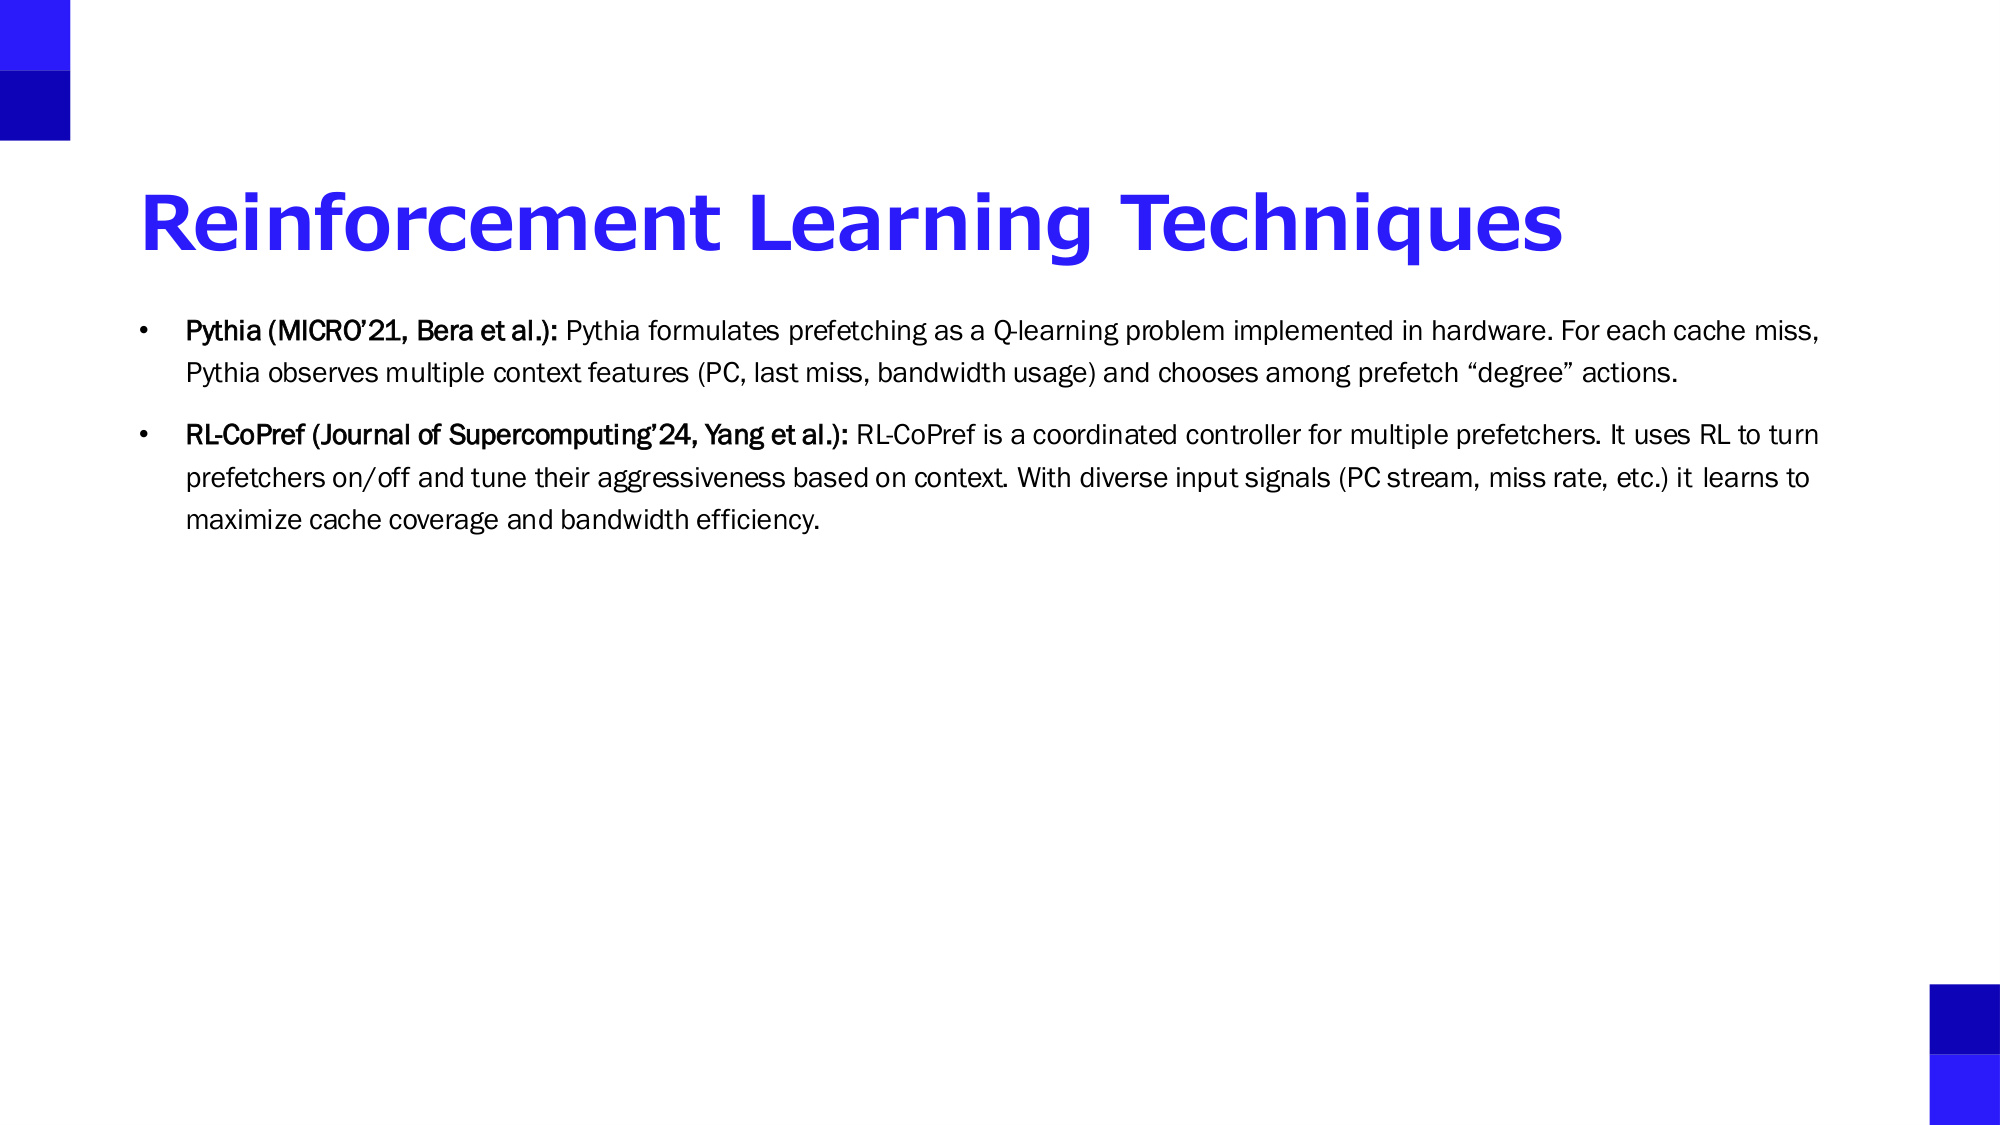 Reinforcement Learning Techniques
• Pythia (MICRO’21, Bera et al.): Pythia formulates prefetching as a Q-learning problem implemented in hardware. For each cache miss,
Pythia observes multiple context features (PC, last miss, bandwidth usage) and chooses among prefetch “degree” actions.
• RL-CoPref (Journal of Supercomputing’24, Yang et al.): RL-CoPref is a coordinated controller for multiple prefetchers. It uses RL to turn
prefetchers on/off and tune their aggressiveness based on context. With diverse input signals (PC stream, miss rate, etc.) it learns to
maximize cache coverage and bandwidth efficiency.